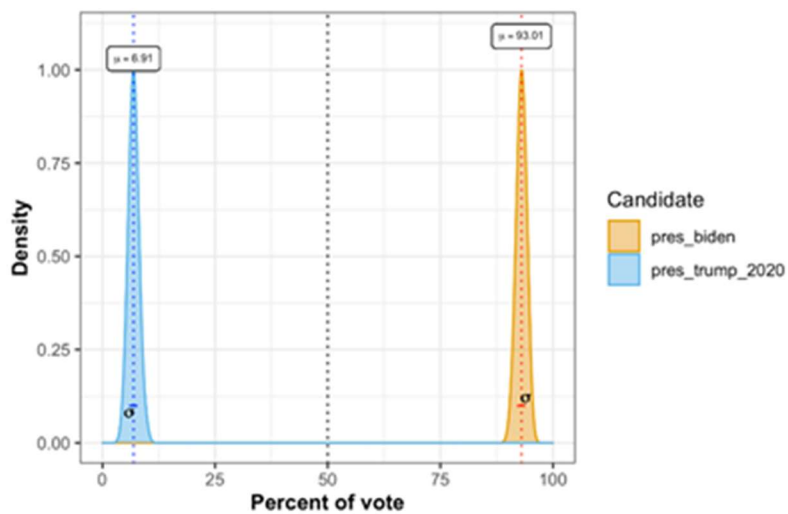 μ = 6.91
μ = 93.01
1.00
0.75
0.50
0.25
0.00
Density
σ
σ
0
25
50
75
100
Percent of vote
Candidate
pres_biden
pres_trump_2020